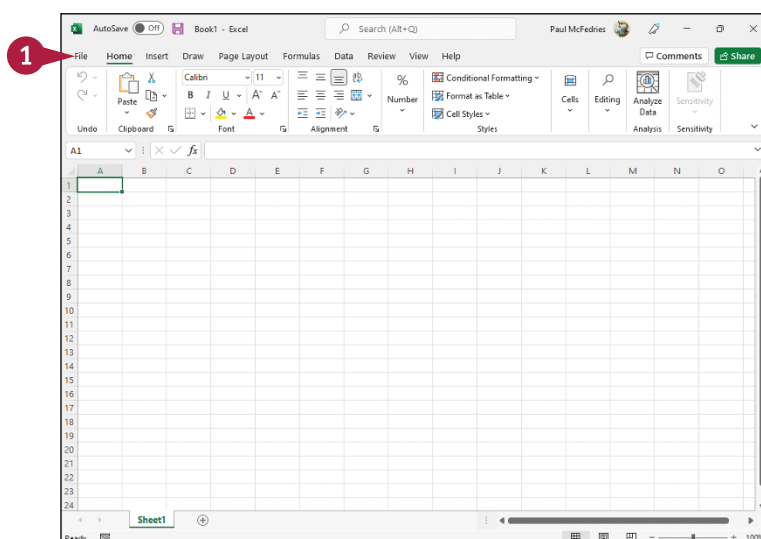 AutoSave Off Book1 - Excel Search (Alt+Q) Paul McFedries
1
File Home Insert Draw Page Layout Formulas Data Review View Help Comments Share
Calibri 11 % Conditional Formatting
Paste B I U A A Number Format as Table Cells Editing Analyze Data Sensitivity
A Cell Styles
Undo Clipboard Font Alignment Styles Analysis Sensitivity
A1 fx
A B C D E F G H I J K L M N O
1
2
3
4
5
6
7
8
9
10
11
12
13
14
15
16
17
18
19
20
21
22
23
24
Sheet1
Ready 100%